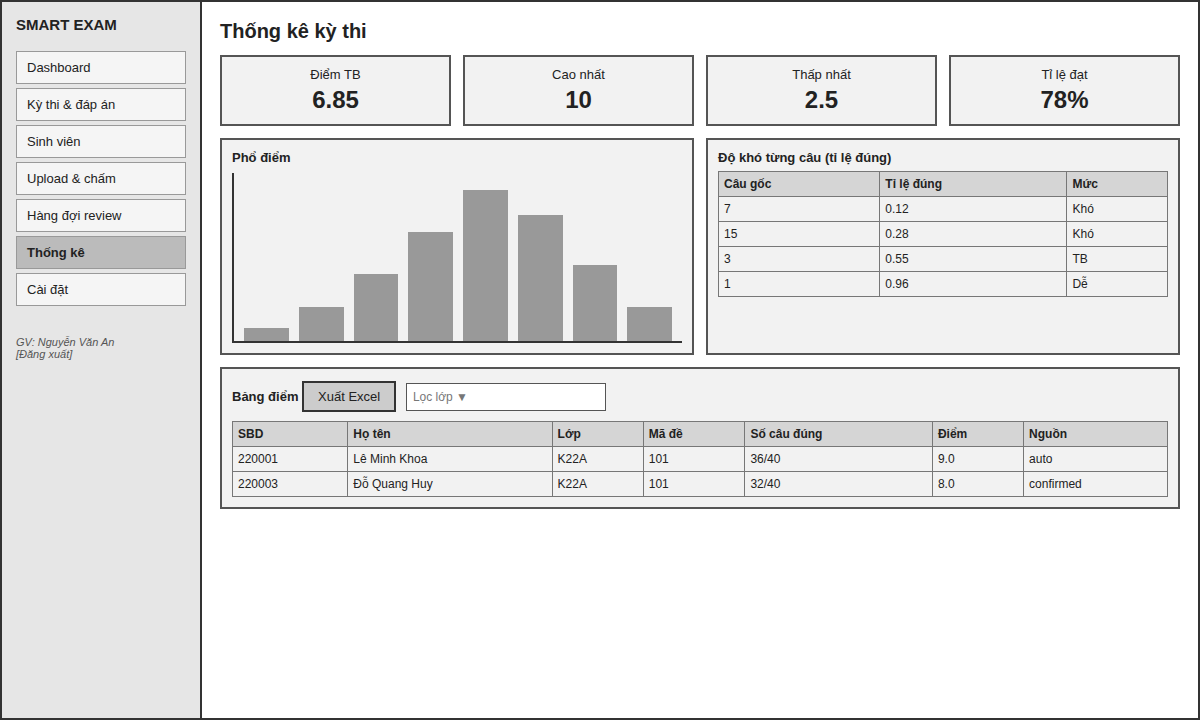 SMART EXAM
Dashboard
Kỳ thi & đáp án
Sinh viên
Upload & chấm
Hàng đợi review
Thống kê
Cài đặt
GV: Nguyễn Văn An
[Đăng xuất]
Thống kê kỳ thi
Điểm TB
6.85
Cao nhất
10
Thấp nhất
2.5
Tỉ lệ đạt
78%
Phổ điểm
Độ khó từng câu (tỉ lệ đúng)
Câu gốc Tỉ lệ đúng Mức
7 0.12 Khó
15 0.28 Khó
3 0.55 TB
1 0.96 Dễ
Bảng điểm Xuất Excel Lọc lớp ▼
SBD Họ tên Lớp Mã đề Số câu đúng Điểm Nguồn
220001 Lê Minh Khoa K22A 101 36/40 9.0 auto
220003 Đỗ Quang Huy K22A 101 32/40 8.0 confirmed